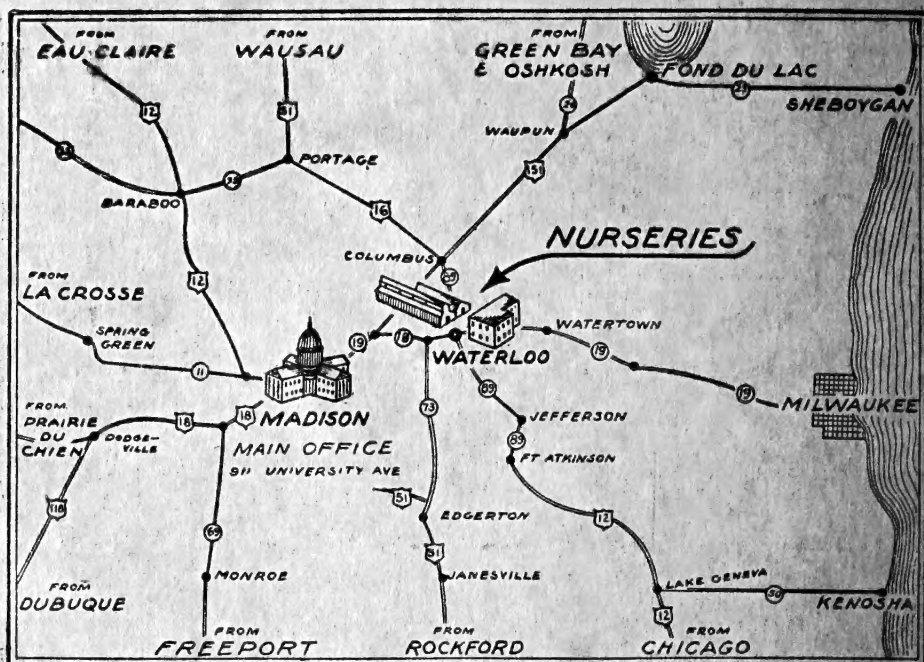 FROM
EAU CLAIRE
FROM
WAUSAU
FROM
GREEN BAY
& OSHKOSH
FOND DU LAC
23
SHEBOYGAN
12
51
26
WAUPUN
PORTAGE
151
BARABOO
16
COLUMBUS
NURSERIES
12
FROM
LA CROSSE
SPRING
GREEN
11
19
19
WATERLOO
WATERTOWN
19
19
MILWAUKEE
MADISON
MAIN OFFICE
911 UNIVERSITY AVE
18
18
FROM
PRAIRIE
DU
CHIEN
DODGE-
VILLE
73
89
JEFFERSON
89
FT ATKINSON
118
69
51
EDGERTON
12
51
MONROE
JANESVILLE
LAKE GENEVA
50
KENOSHA
12
FROM
DUBUQUE
FROM
FREEPORT
FROM
ROCKFORD
FROM
CHICAGO